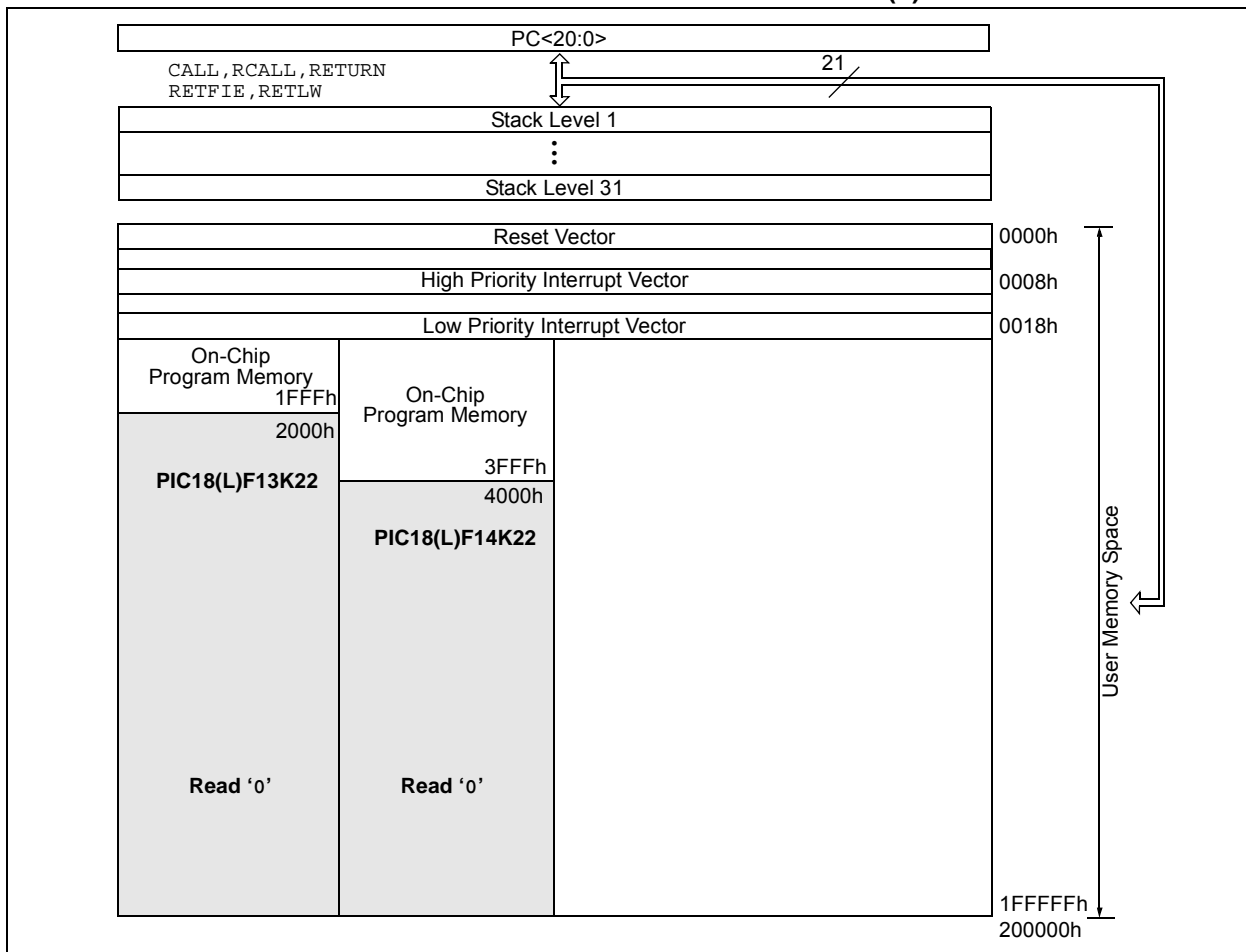 PC<20:0>
21
CALL,RCALL,RETURN
RETFIE,RETLW
Stack Level 1
Stack Level 31
Reset Vector
0000h
High Priority Interrupt Vector
0008h
Low Priority Interrupt Vector
0018h
On-Chip
Program Memory
1FFFh
2000h
PIC18(L)F13K22
Read ‘0’
On-Chip
Program Memory
3FFFh
4000h
PIC18(L)F14K22
Read ‘0’
User Memory Space
1FFFFFh
200000h